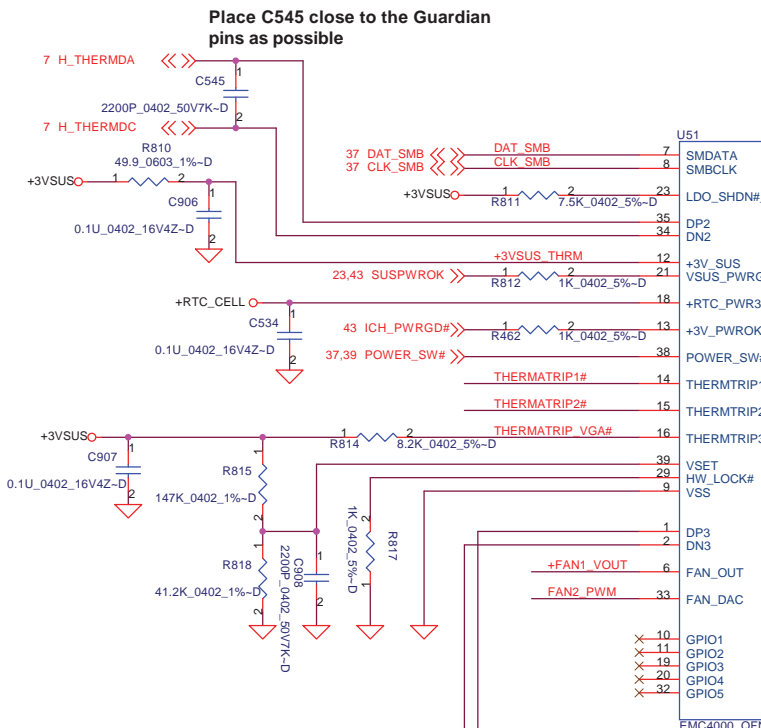 Place C545 close to the Guardian
pins as possible
7 H_THERMDA
1
C545
2200P_0402_50V7K~D
2
7 H_THERMDC
U51
R810
49.9_0603_1%~D
37 DAT_SMB
DAT_SMB
7
SMDATA
37 CLK_SMB
CLK_SMB
8
SMBCLK
+3VSUS
1
2
+3VSUS
1
2
R811
7.5K_0402_5%~D
23
LDO_SHDN#
1
C906
0.1U_0402_16V4Z~D
2
35
DP2
34
DN2
+3VSUS_THRM
12
+3V_SUS
23,43 SUSPWROK
1
2
R812
1K_0402_5%~D
21
VSUS_PWRG
+RTC_CELL
18
+RTC_PWR3
1
C534
0.1U_0402_16V4Z~D
2
43 ICH_PWRGD#
1
2
R462
1K_0402_5%~D
13
+3V_PWROK
37,39 POWER_SW#
38
POWER_SW#
THERMATRIP1#
14
THERMTRIP1
THERMATRIP2#
15
THERMTRIP2
+3VSUS
1
2
R814
8.2K_0402_5%~D
THERMATRIP_VGA#
16
THERMTRIP3
1
C907
0.1U_0402_16V4Z~D
2
1
R815
147K_0402_1%~D
2
39
VSET
29
HW_LOCK#
9
VSS
1
R818
41.2K_0402_1%~D
2
1
C908
2200P_0402_50V7K~D
2
2
R817
1K_0402_5%~D
1
1
DP3
2
DN3
+FAN1_VOUT
6
FAN_OUT
FAN2_PWM
33
FAN_DAC
10
GPIO1
11
GPIO2
19
GPIO3
20
GPIO4
32
GPIO5
EMC4000_QFN